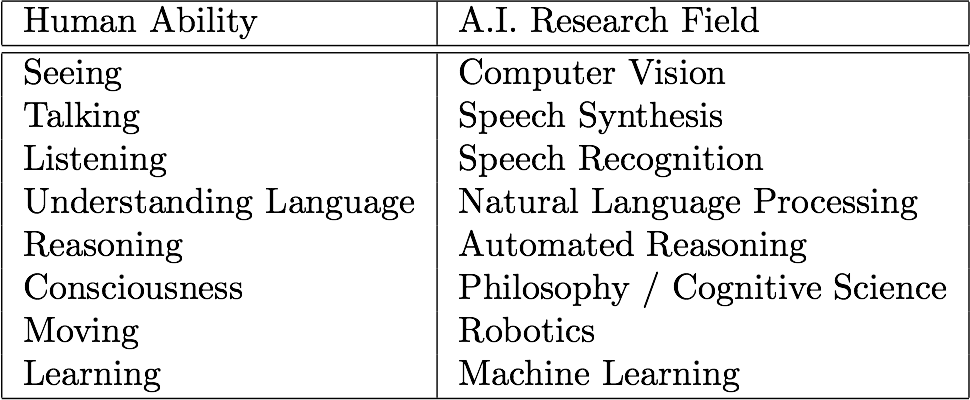 Human Ability A.I. Research Field
Seeing Computer Vision
Talking Speech Synthesis
Listening Speech Recognition
Understanding Language Natural Language Processing
Reasoning Automated Reasoning
Consciousness Philosophy / Cognitive Science
Moving Robotics
Learning Machine Learning